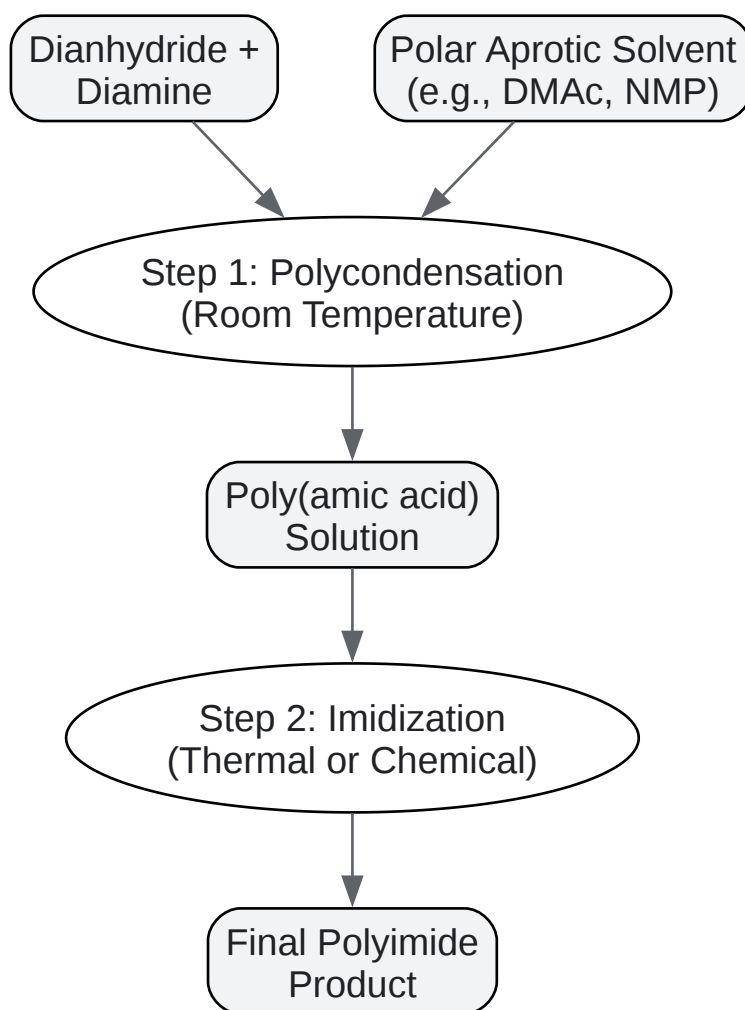 Dianhydride +
Diamine
Polar Aprotic Solvent
(e.g., DMAc, NMP)
Step 1: Polycondensation
(Room Temperature)
Poly(amic acid)
Solution
Step 2: Imidization
(Thermal or Chemical)
Final Polyimide
Product